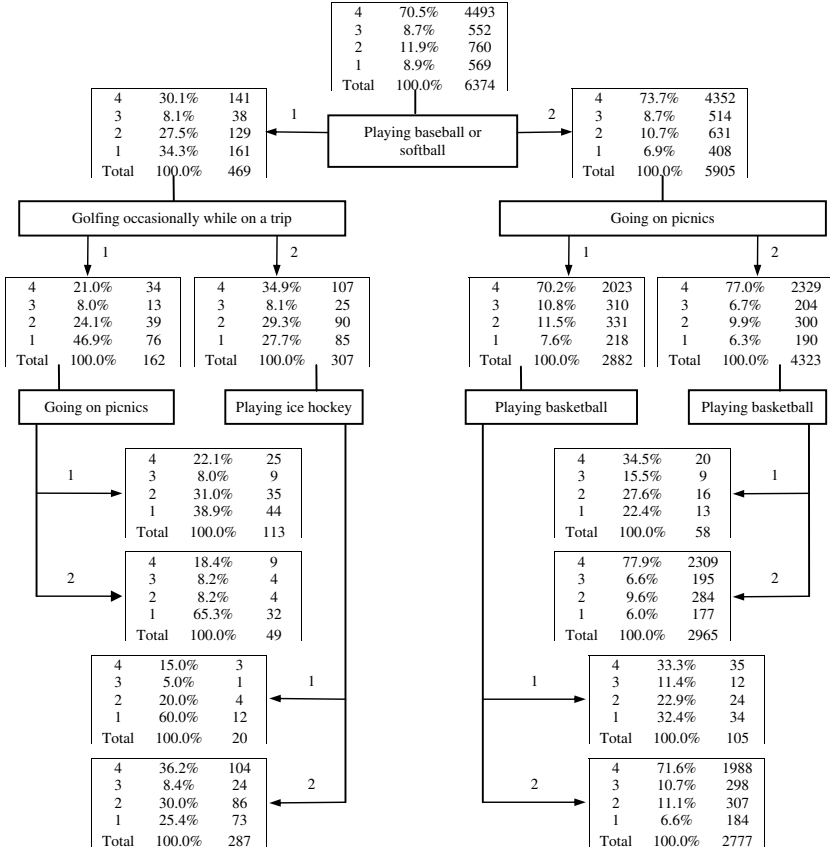 4 70.5% 4493
3 8.7% 552
2 11.9% 760
1 8.9% 569
Total 100.0% 6374
4 30.1% 141
3 8.1% 38
2 27.5% 129
1 34.3% 161
Total 100.0% 469
1
Playing baseball or
softball
2
4 73.7% 4352
3 8.7% 514
2 10.7% 631
1 6.9% 408
Total 100.0% 5905
Golfing occasionally while on a trip
Going on picnics
1
2
1
2
4 21.0% 34
3 8.0% 13
2 24.1% 39
1 46.9% 76
Total 100.0% 162
4 34.9% 107
3 8.1% 25
2 29.3% 90
1 27.7% 85
Total 100.0% 307
4 70.2% 2023
3 10.8% 310
2 11.5% 331
1 7.6% 218
Total 100.0% 2882
4 77.0% 2329
3 6.7% 204
2 9.9% 300
1 6.3% 190
Total 100.0% 4323
Going on picnics
Playing ice hockey
Playing basketball
Playing basketball
1
4 22.1% 25
3 8.0% 9
2 31.0% 35
1 38.9% 44
Total 100.0% 113
4 34.5% 20
3 15.5% 9
2 27.6% 16
1 22.4% 13
Total 100.0% 58
1
2
4 18.4% 9
3 8.2% 4
2 8.2% 4
1 65.3% 32
Total 100.0% 49
4 77.9% 2309
3 6.6% 195
2 9.6% 284
1 6.0% 177
Total 100.0% 2965
2
4 15.0% 3
3 5.0% 1
2 20.0% 4
1 60.0% 12
Total 100.0% 20
1
1
4 33.3% 35
3 11.4% 12
2 22.9% 24
1 32.4% 34
Total 100.0% 105
4 36.2% 104
3 8.4% 24
2 30.0% 86
1 25.4% 73
Total 100.0% 287
2
2
4 71.6% 1988
3 10.7% 298
2 11.1% 307
1 6.6% 184
Total 100.0% 2777